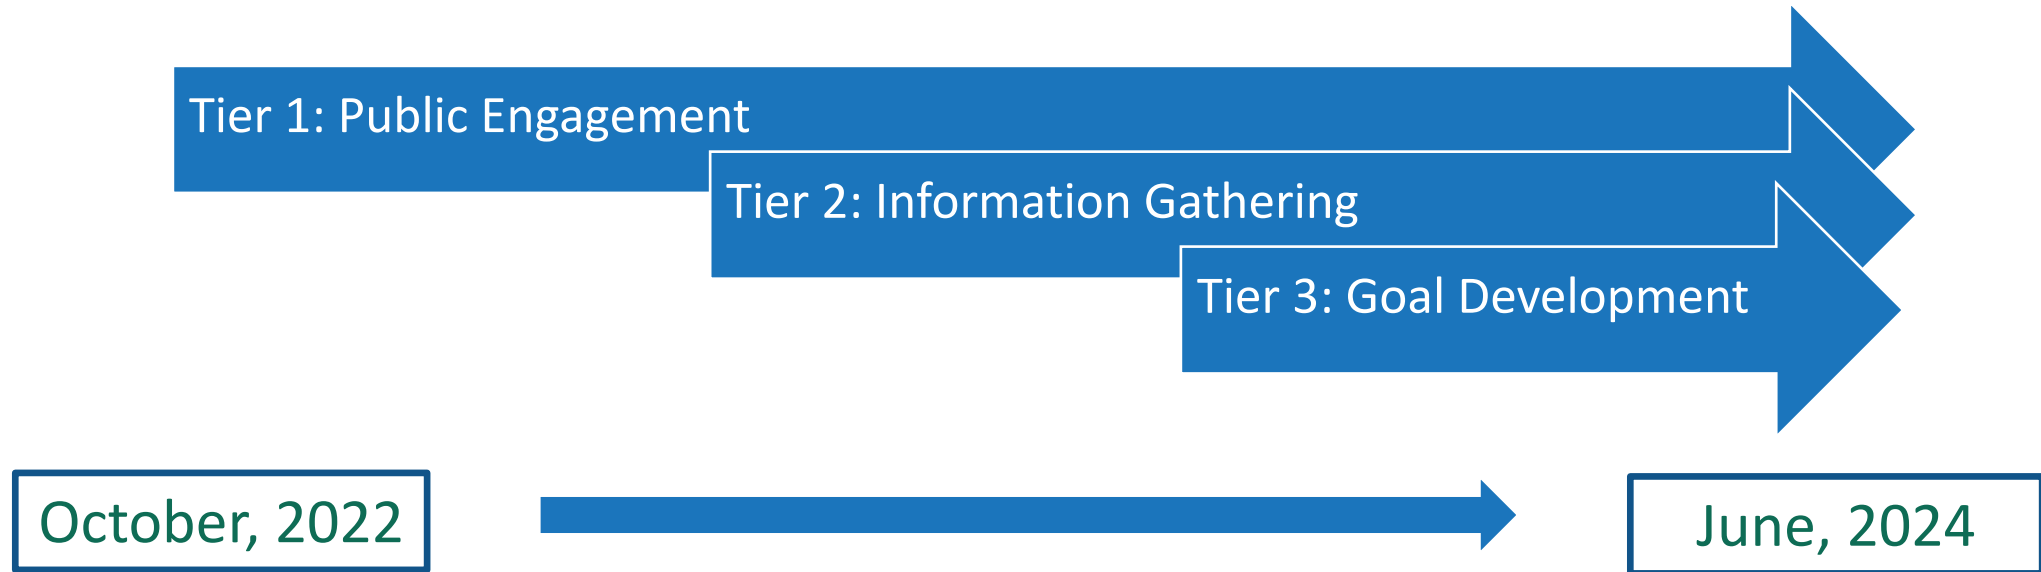 Tier 1: Public Engagement
Tier 2: Information Gathering
Tier 3: Goal Development
October, 2022
June, 2024